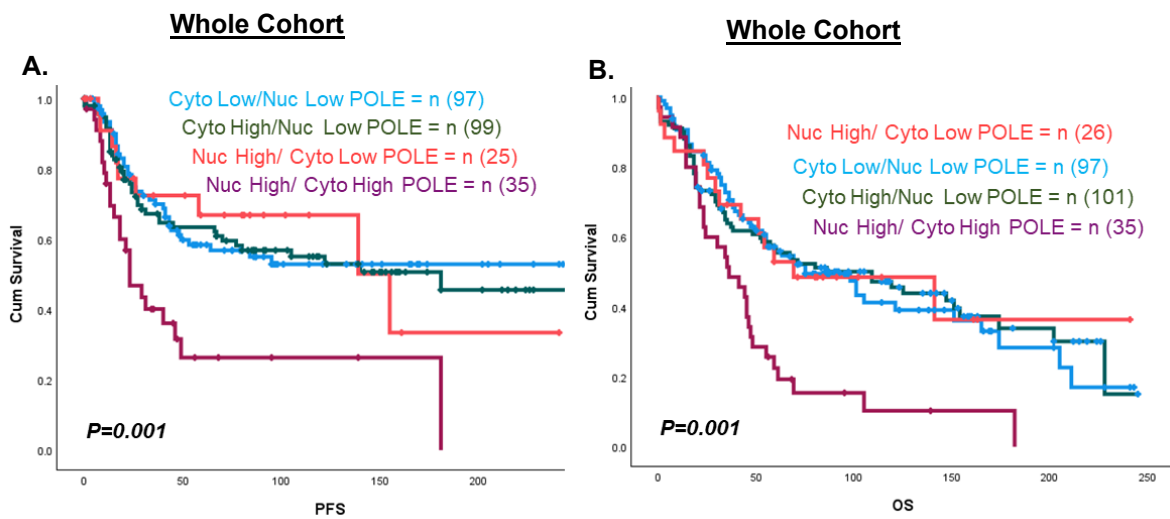 Whole Cohort
A.
Cyto Low/Nuc Low POLE = n (97)
Cyto High/Nuc Low POLE = n (99)
Nuc High/ Cyto Low POLE = n (25)
Nuc High/ Cyto High POLE = n (35)
Cum Survival
1.0
0.8
0.6
0.4
0.2
0.0
P=0.001
0
50
100
150
200
PFS
Whole Cohort
B.
Nuc High/ Cyto Low POLE = n (26)
Cyto Low/Nuc Low POLE = n (97)
Cyto High/Nuc Low POLE = n (101)
Nuc High/ Cyto High POLE = n (35)
Cum Survival
1.0
0.8
0.6
0.4
0.2
0.0
P=0.001
0
50
100
150
200
250
OS